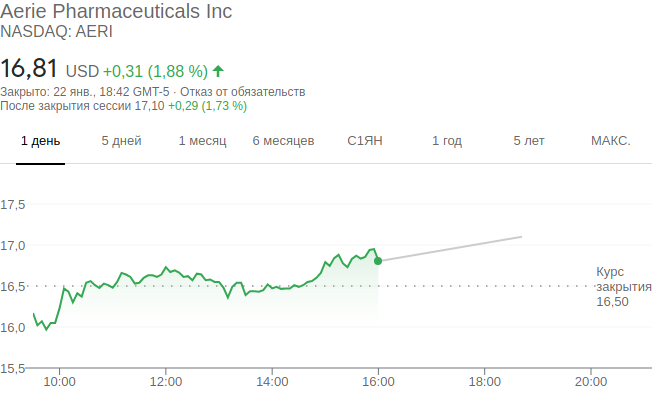 Aerie Pharmaceuticals Inc
NASDAQ: AERI
16,81 USD +0,31 (1,88 %)
Закрыто: 22 янв., 18:42 GMT-5 · Отказ от обязательств
После закрытия сессии 17,10 +0,29 (1,73 %)
1 день 5 дней 1 месяц 6 месяцев С1ЯН 1 год 5 лет МАКС.
17,5
17,0
16,5
16,0
15,5
Курс
закрытия
16,50
10:00 12:00 14:00 16:00 18:00 20:00